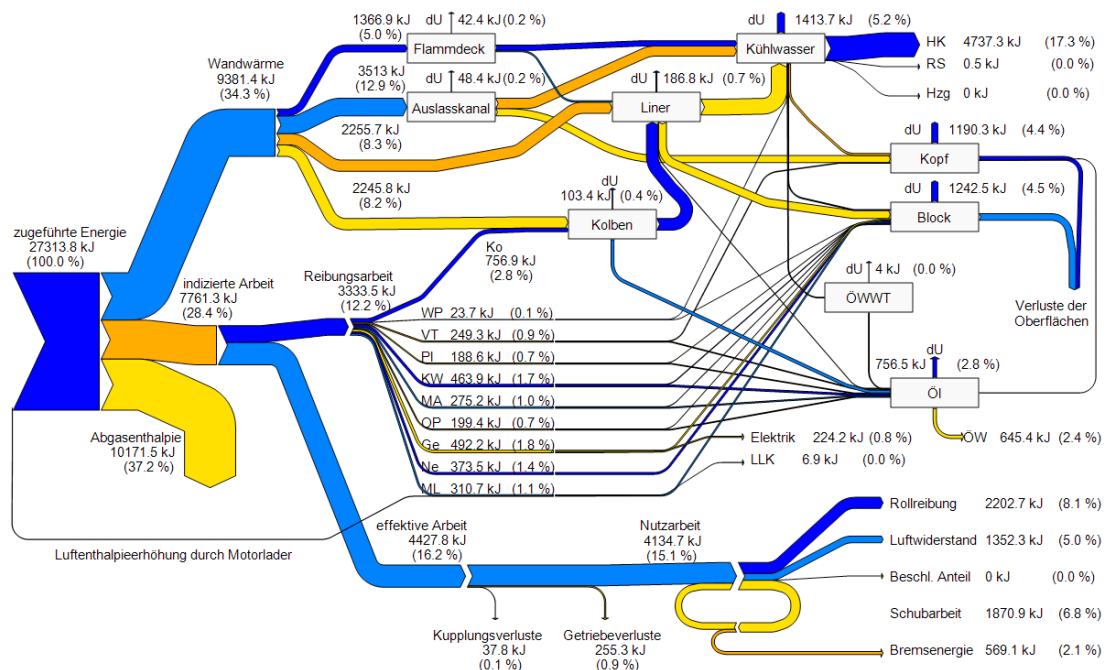 1366.9 kJ
(5.0 %)
dU 42.4 kJ (0.2 %)
Flammdeck
dU 1413.7 kJ (5.2 %)
Kühlwasser
HK 4737.3 kJ (17.3 %)
RS 0.5 kJ (0.0 %)
Hzg 0 kJ (0.0 %)
Wandwärme
9381.4 kJ
(34.3 %)
3513 kJ
(12.9 %)
dU 48.4 kJ (0.2 %)
Auslasskanal
dU 186.8 kJ (0.7 %)
Liner
2255.7 kJ
(8.3 %)
dU 1190.3 kJ (4.4 %)
Kopf
2245.8 kJ
(8.2 %)
dU
103.4 kJ (0.4 %)
Kolben
dU 1242.5 kJ (4.5 %)
Block
zugeführte Energie
27313.8 kJ
(100.0 %)
Ko
756.9 kJ
(2.8 %)
indizierte Arbeit
7761.3 kJ
(28.4 %)
Reibungsarbeit
3333.5 kJ
(12.2 %)
dU 4 kJ (0.0 %)
ÖWWT
Verluste der
Oberflächen
WP 23.7 kJ (0.1 %)
VT 249.3 kJ (0.9 %)
PI 188.6 kJ (0.7 %)
KW 463.9 kJ (1.7 %)
MA 275.2 kJ (1.0 %)
OP 199.4 kJ (0.7 %)
Ge 492.2 kJ (1.8 %)
Ne 373.5 kJ (1.4 %)
ML 310.7 kJ (1.1 %)
dU
756.5 kJ (2.8 %)
Öl
ÖW 645.4 kJ (2.4 %)
Elektrik 224.2 kJ (0.8 %)
LLK 6.9 kJ (0.0 %)
Abgasenthalpie
10171.5 kJ
(37.2 %)
Luftenthalpieerhöhung durch Motorlader
effektive Arbeit
4427.8 kJ
(16.2 %)
Nutzarbeit
4134.7 kJ
(15.1 %)
Rollreibung 2202.7 kJ (8.1 %)
Luftwiderstand 1352.3 kJ (5.0 %)
Beschl. Anteil 0 kJ (0.0 %)
Schubarbeit 1870.9 kJ (6.8 %)
Bremsenergie 569.1 kJ (2.1 %)
Kupplungsverluste
37.8 kJ
(0.1 %)
Getriebeverluste
255.3 kJ
(0.9 %)